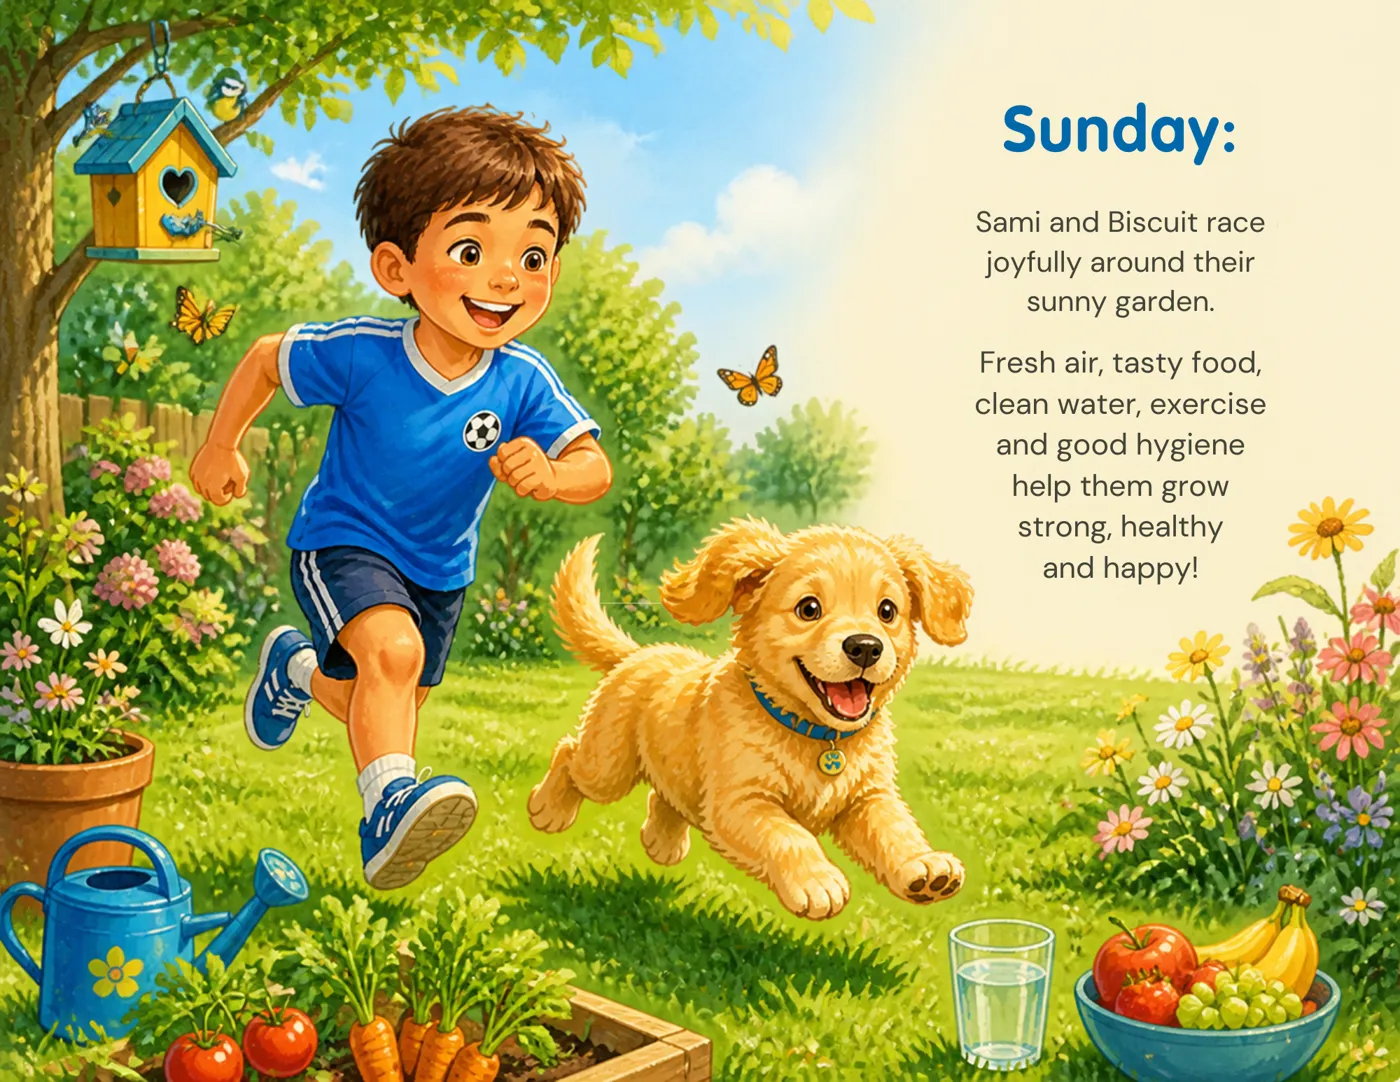 Sunday:
Sami and Biscuit race
joyfully around their
sunny garden.
Fresh air, tasty food,
clean water, exercise
and good hygiene
help them grow
strong, healthy
and happy!